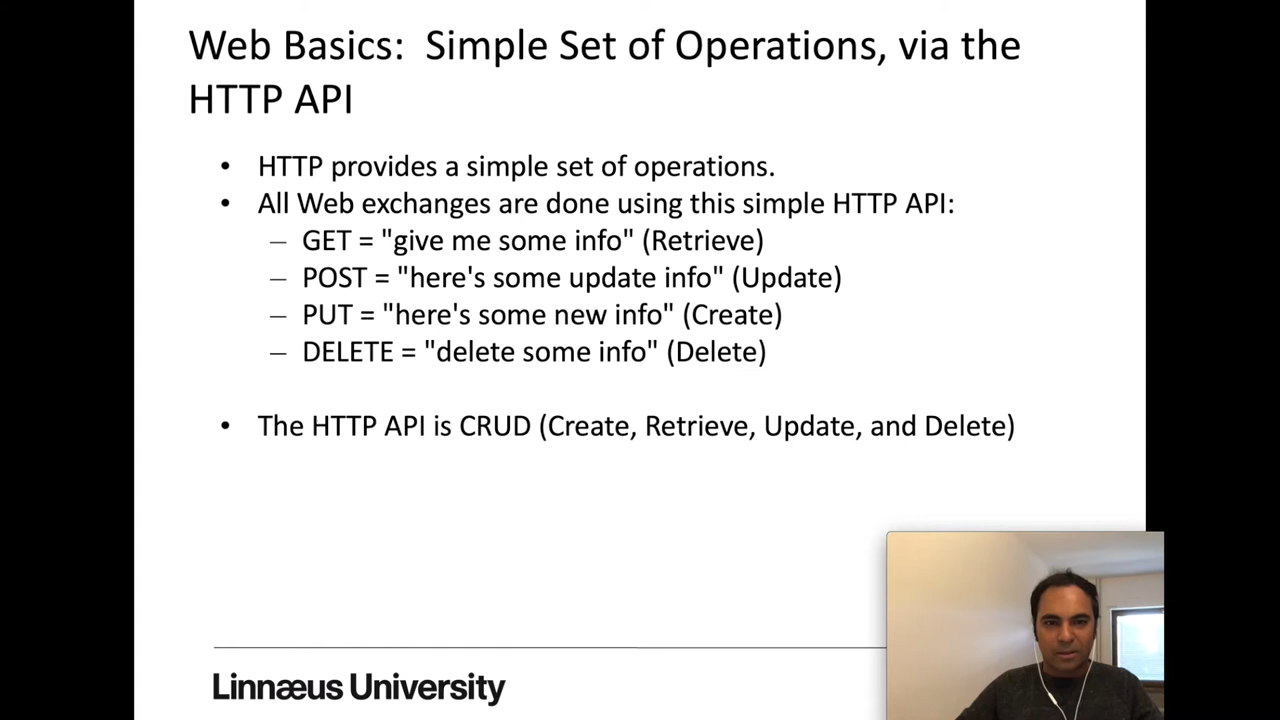 Web Basics: Simple Set of Operations, via the
HTTP API
• HTTP provides a simple set of operations.
• All Web exchanges are done using this simple HTTP API:
– GET = "give me some info" (Retrieve)
– POST = "here's some update info" (Update)
– PUT = "here's some new info" (Create)
– DELETE = "delete some info" (Delete)
• The HTTP API is CRUD (Create, Retrieve, Update, and Delete)
Linnæus University